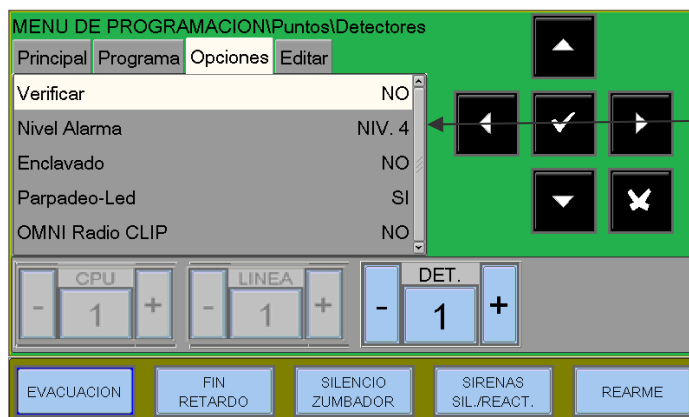 MENU DE PROGRAMACION\Puntos\Detectores
Principal Programa Opciones Editar
Verificar NO
Nivel Alarma NIV. 4
Enclavado NO
Parpadeo-Led SI
OMNI Radio CLIP NO
CPU LINEA DET.
- 1 + - 1 + - 1 +
EVACUACION
FIN
RETARDO
SILENCIO
ZUMBADOR
SIRENAS
SIL./REACT.
REARME